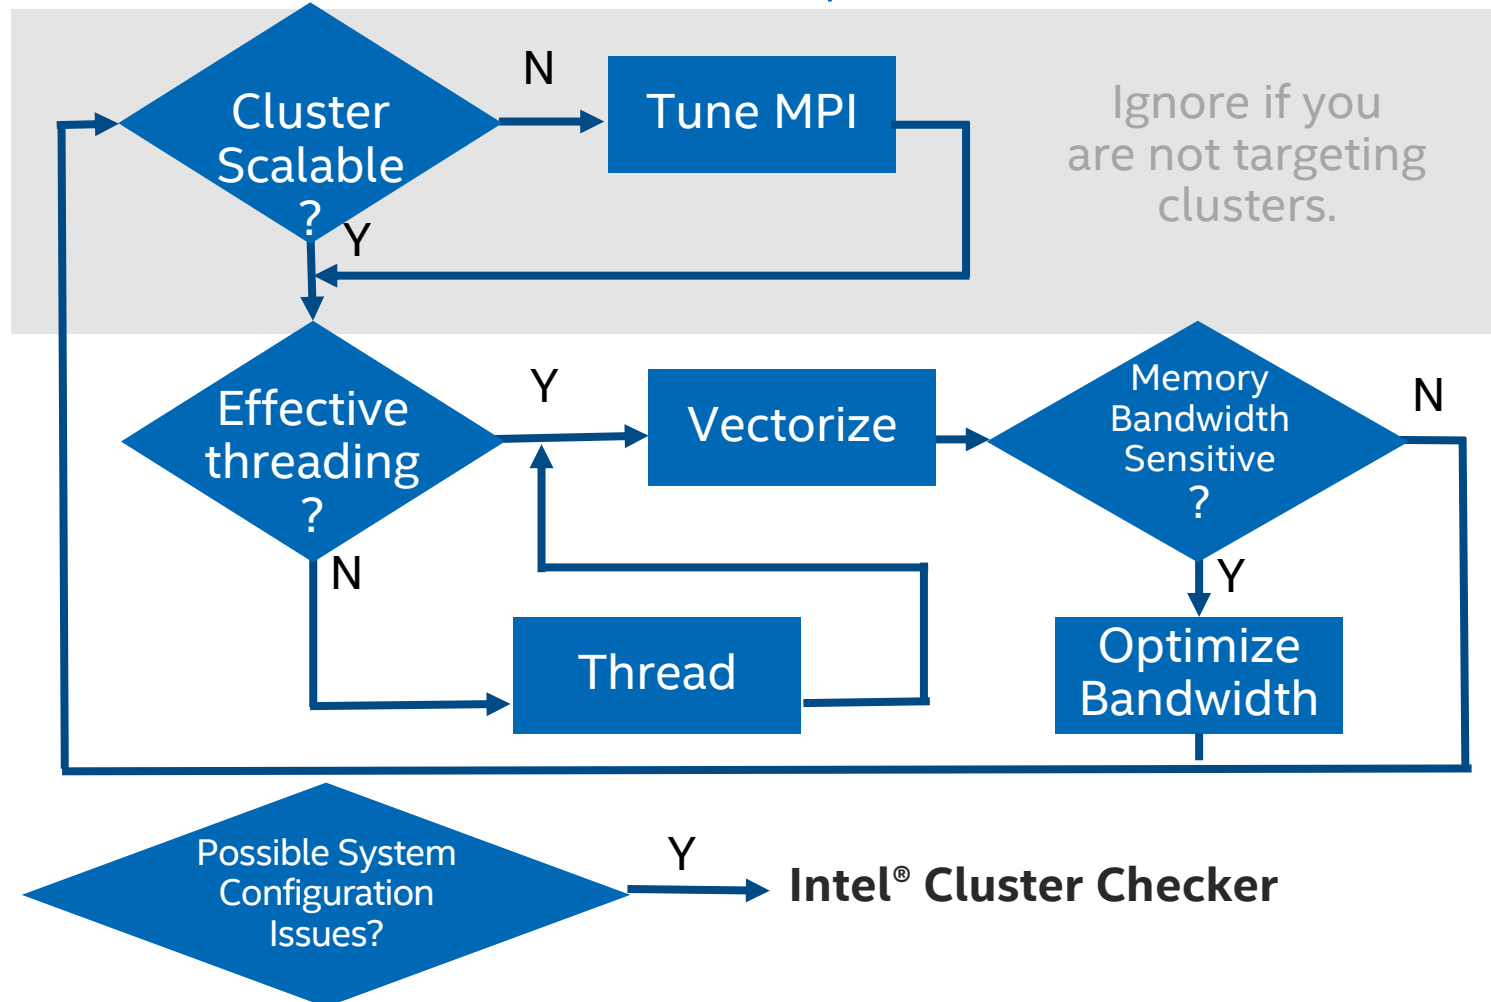 N
Cluster
Scalable
?
Tune MPI
Ignore if you
are not targeting
clusters.
Y
Effective
threading
?
Y
Vectorize
Memory
Bandwidth
Sensitive
?
N
N
Y
Thread
Optimize
Bandwidth
Possible System
Configuration
Issues?
Y
Intel® Cluster Checker